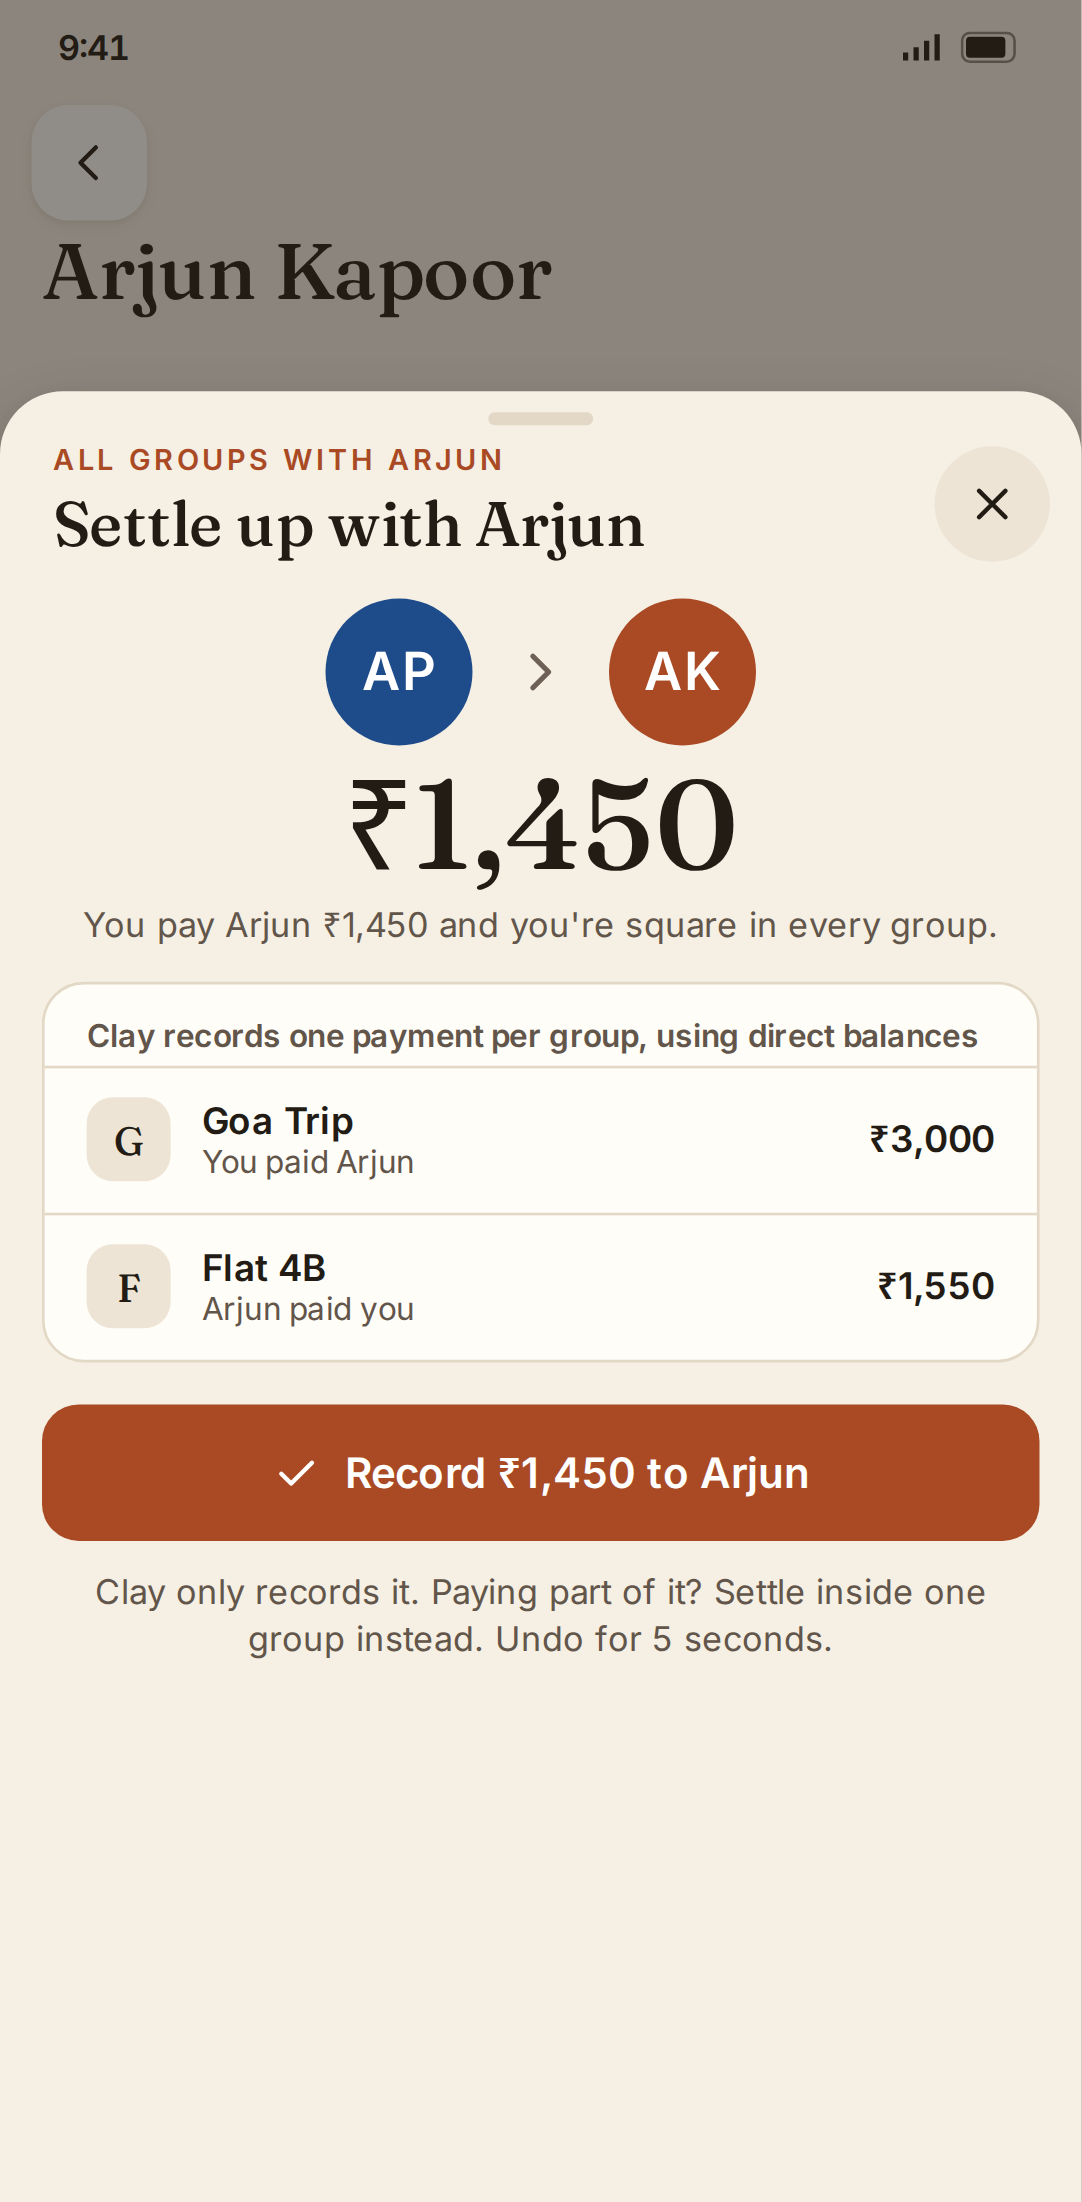 9:41
Arjun Kapoor
ALL GROUPS WITH ARJUN
Settle up with Arjun
AP
AK
₹1,450
You pay Arjun ₹1,450 and you're square in every group.
Clay records one payment per group, using direct balances
G
Goa Trip
You paid Arjun
₹3,000
F
Flat 4B
Arjun paid you
₹1,550
Record ₹1,450 to Arjun
Clay only records it. Paying part of it? Settle inside one
group instead. Undo for 5 seconds.